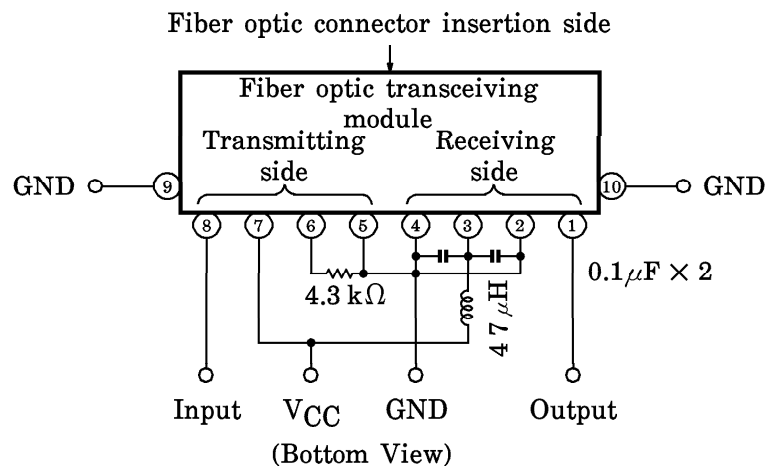 Fiber optic connector insertion side
Fiber optic transceiving
module
Transmitting
side
Receiving
side
GND
9
10
GND
8
7
6
5
4
3
2
1
4.3 kΩ
47 μH
0.1μF × 2
Input
VCC
GND
Output
(Bottom View)